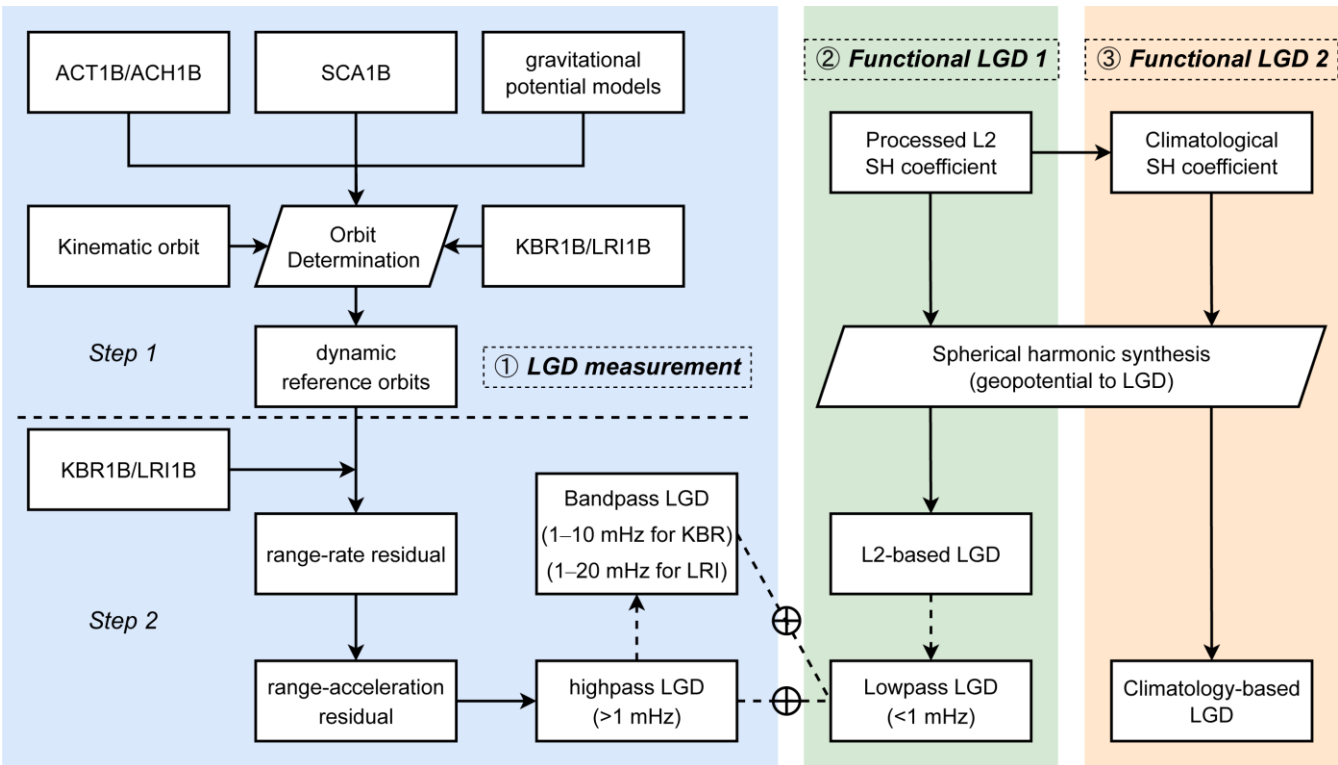 ACT1B/ACH1B
SCA1B
gravitational
potential models
Kinematic orbit
Orbit
Determination
KBR1B/LRI1B
Step 1
dynamic
reference orbits
① LGD measurement
KBR1B/LRI1B
range-rate residual
Bandpass LGD
(1–10 mHz for KBR)
(1–20 mHz for LRI)
Step 2
range-acceleration
residual
highpass LGD
(>1 mHz)
② Functional LGD 1
Processed L2
SH coefficient
③ Functional LGD 2
Climatological
SH coefficient
Spherical harmonic synthesis
(geopotential to LGD)
L2-based LGD
Lowpass LGD
(<1 mHz)
Climatology-based
LGD